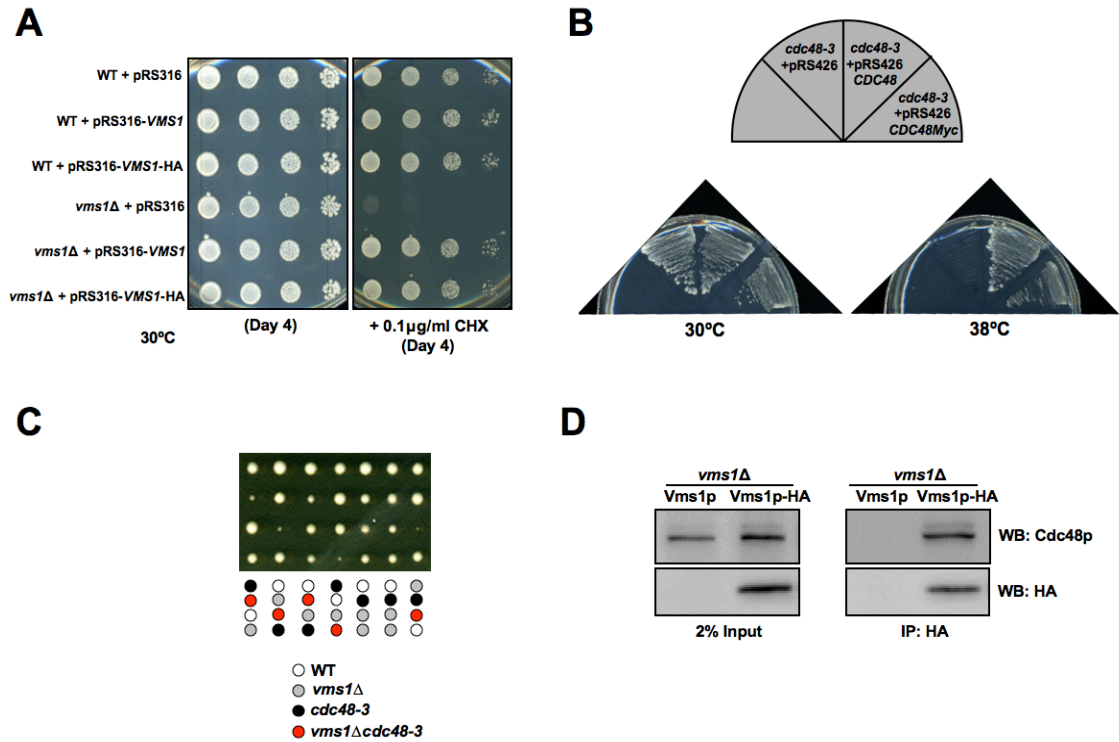 A
WT + pRS316
WT + pRS316-VMS1
WT + pRS316-VMS1-HA
vms1Δ + pRS316
vms1Δ + pRS316-VMS1
vms1Δ + pRS316-VMS1-HA
30ºC
(Day 4)
+ 0.1µg/ml CHX
(Day 4)
B
cdc48-3
+pRS426
cdc48-3
+pRS426
CDC48
cdc48-3
+pRS426
CDC48Myc
30ºC
38ºC
C
WT
vms1Δ
cdc48-3
vms1Δcdc48-3
D
vms1Δ
Vms1p Vms1p-HA
vms1Δ
Vms1p Vms1p-HA
WB: Cdc48p
WB: HA
2% Input
IP: HA